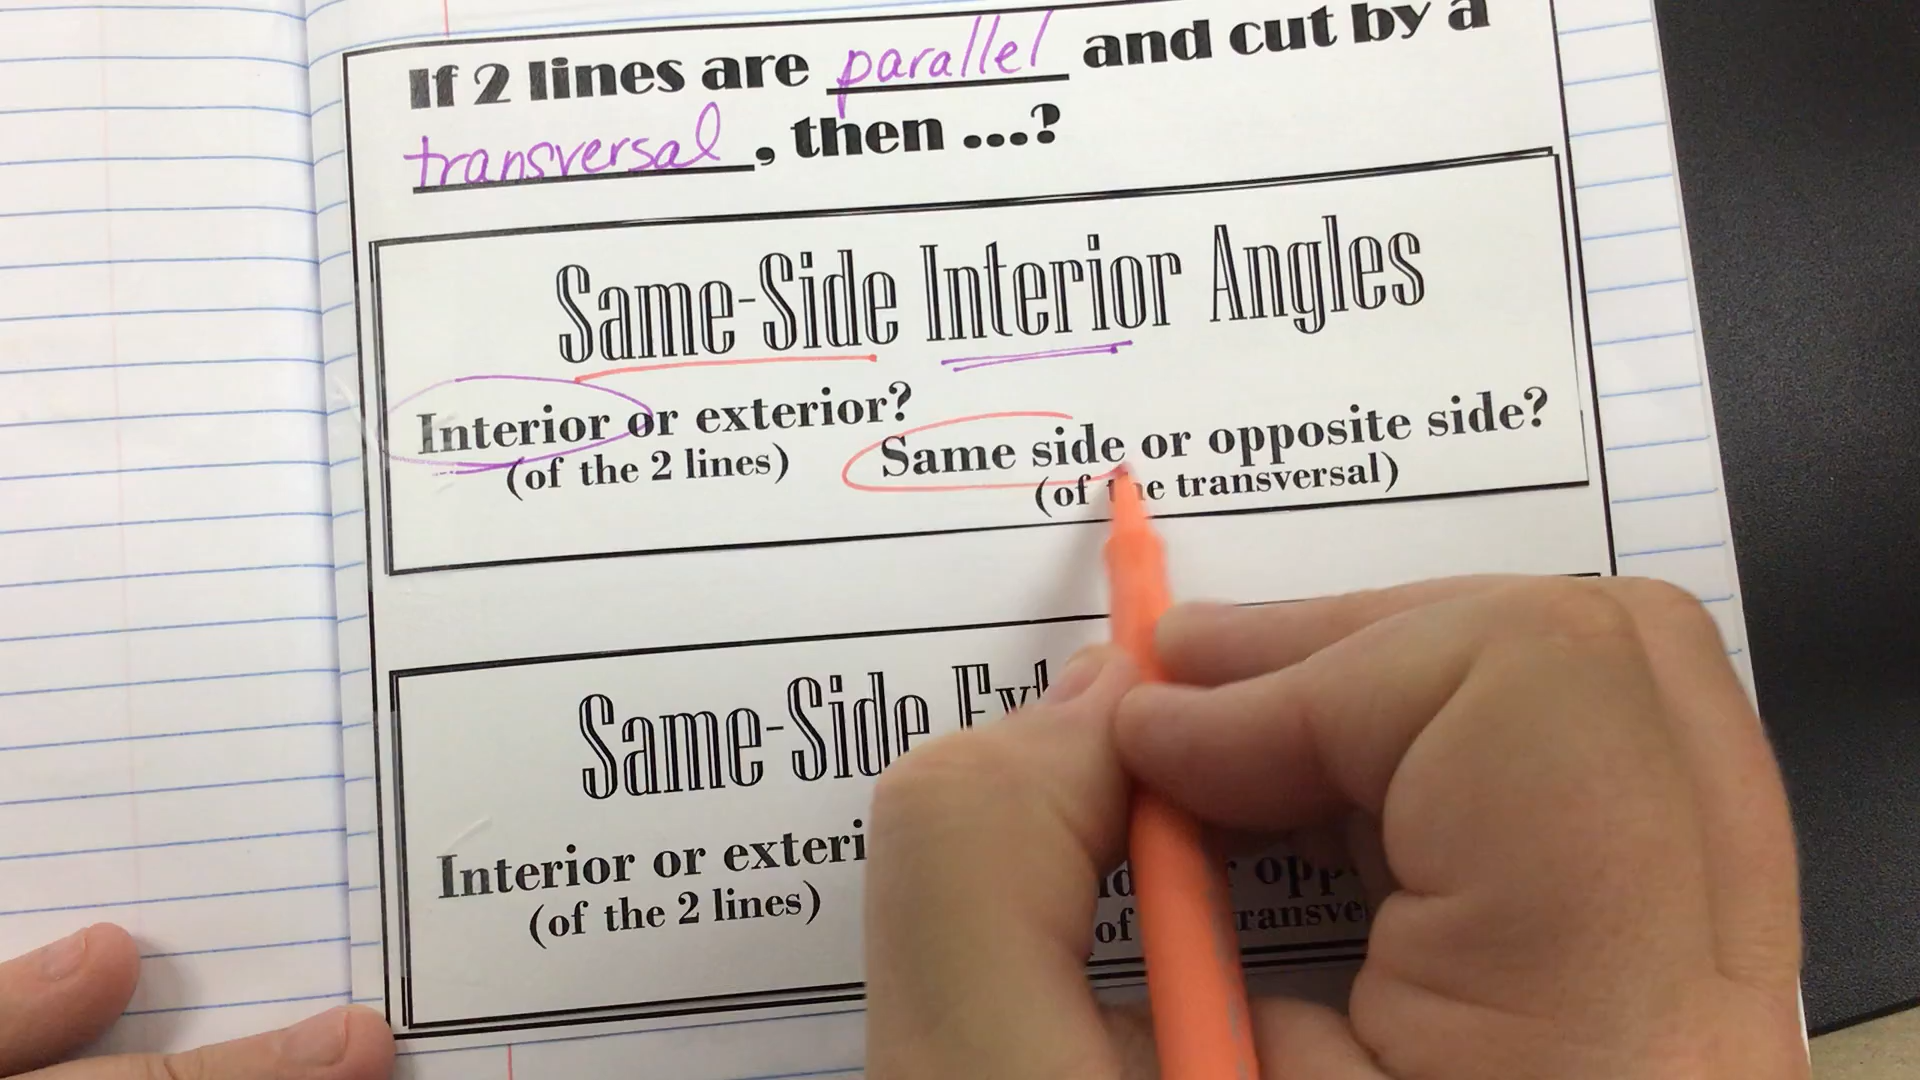 If 2 lines are parallel and cut by a
transversal, then ...?
Same-Side Interior Angles
Interior or exterior?
(of the 2 lines)
Same side or opposite side?
(of the transversal)
Same-Side
Interior or
(of the 2 lines)
of